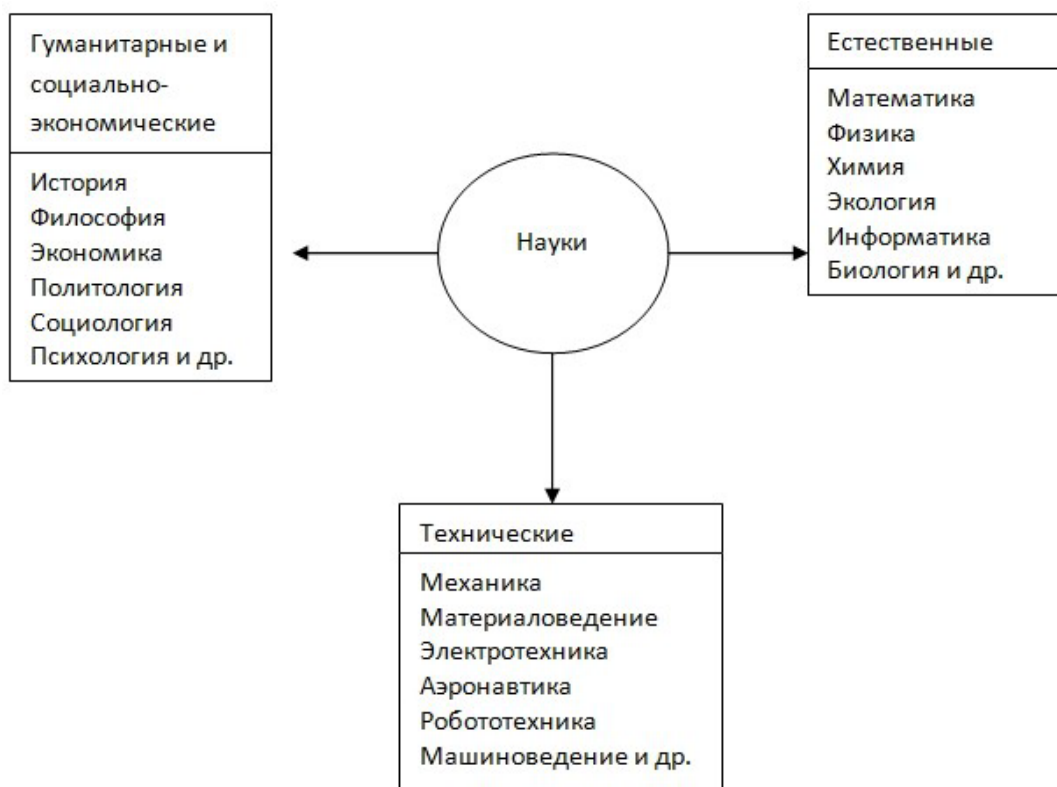 Гуманитарные и
социально-
экономические
История
Философия
Экономика
Политология
Социология
Психология и др.
Науки
Естественные
Математика
Физика
Химия
Экология
Информатика
Биология и др.
Технические
Механика
Материаловедение
Электротехника
Аэронавтика
Робототехника
Машиноведение и др.